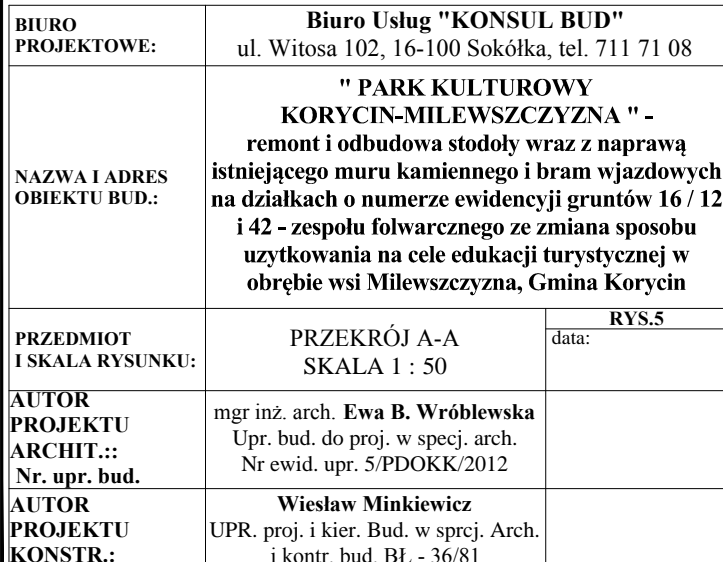 BIURO
PROJEKTOWE:
Biuro Usług "KONSUL BUD"
ul. Witosa 102, 16-100 Sokółka, tel. 711 71 08
NAZWA I ADRES
OBIEKTU BUD.:
" PARK KULTUROWY
KORYCIN-MILEWSZCZYZNA " -
remont i odbudowa stodoły wraz z naprawą
istniejącego muru kamiennego i bram wjazdowych
na działkach o numerze ewidencyji gruntów 16 / 12
i 42 - zespołu folwarcznego ze zmiana sposobu
uzytkowania na cele edukacji turystycznej w
obrębie wsi Milewszczyzna, Gmina Korycin
PRZEDMIOT
I SKALA RYSUNKU:
PRZEKRÓJ A-A
SKALA 1 : 50
RYS.5
data:
AUTOR
PROJEKTU
ARCHIT.::
Nr. upr. bud.
mgr inż. arch. Ewa B. Wróblewska
Upr. bud. do proj. w specj. arch.
Nr ewid. upr. 5/PDOKK/2012
AUTOR
PROJEKTU
KONSTR.:
Wiesław Minkiewicz
UPR. proj. i kier. Bud. w sprcj. Arch.
i kontr. bud. BŁ - 36/81